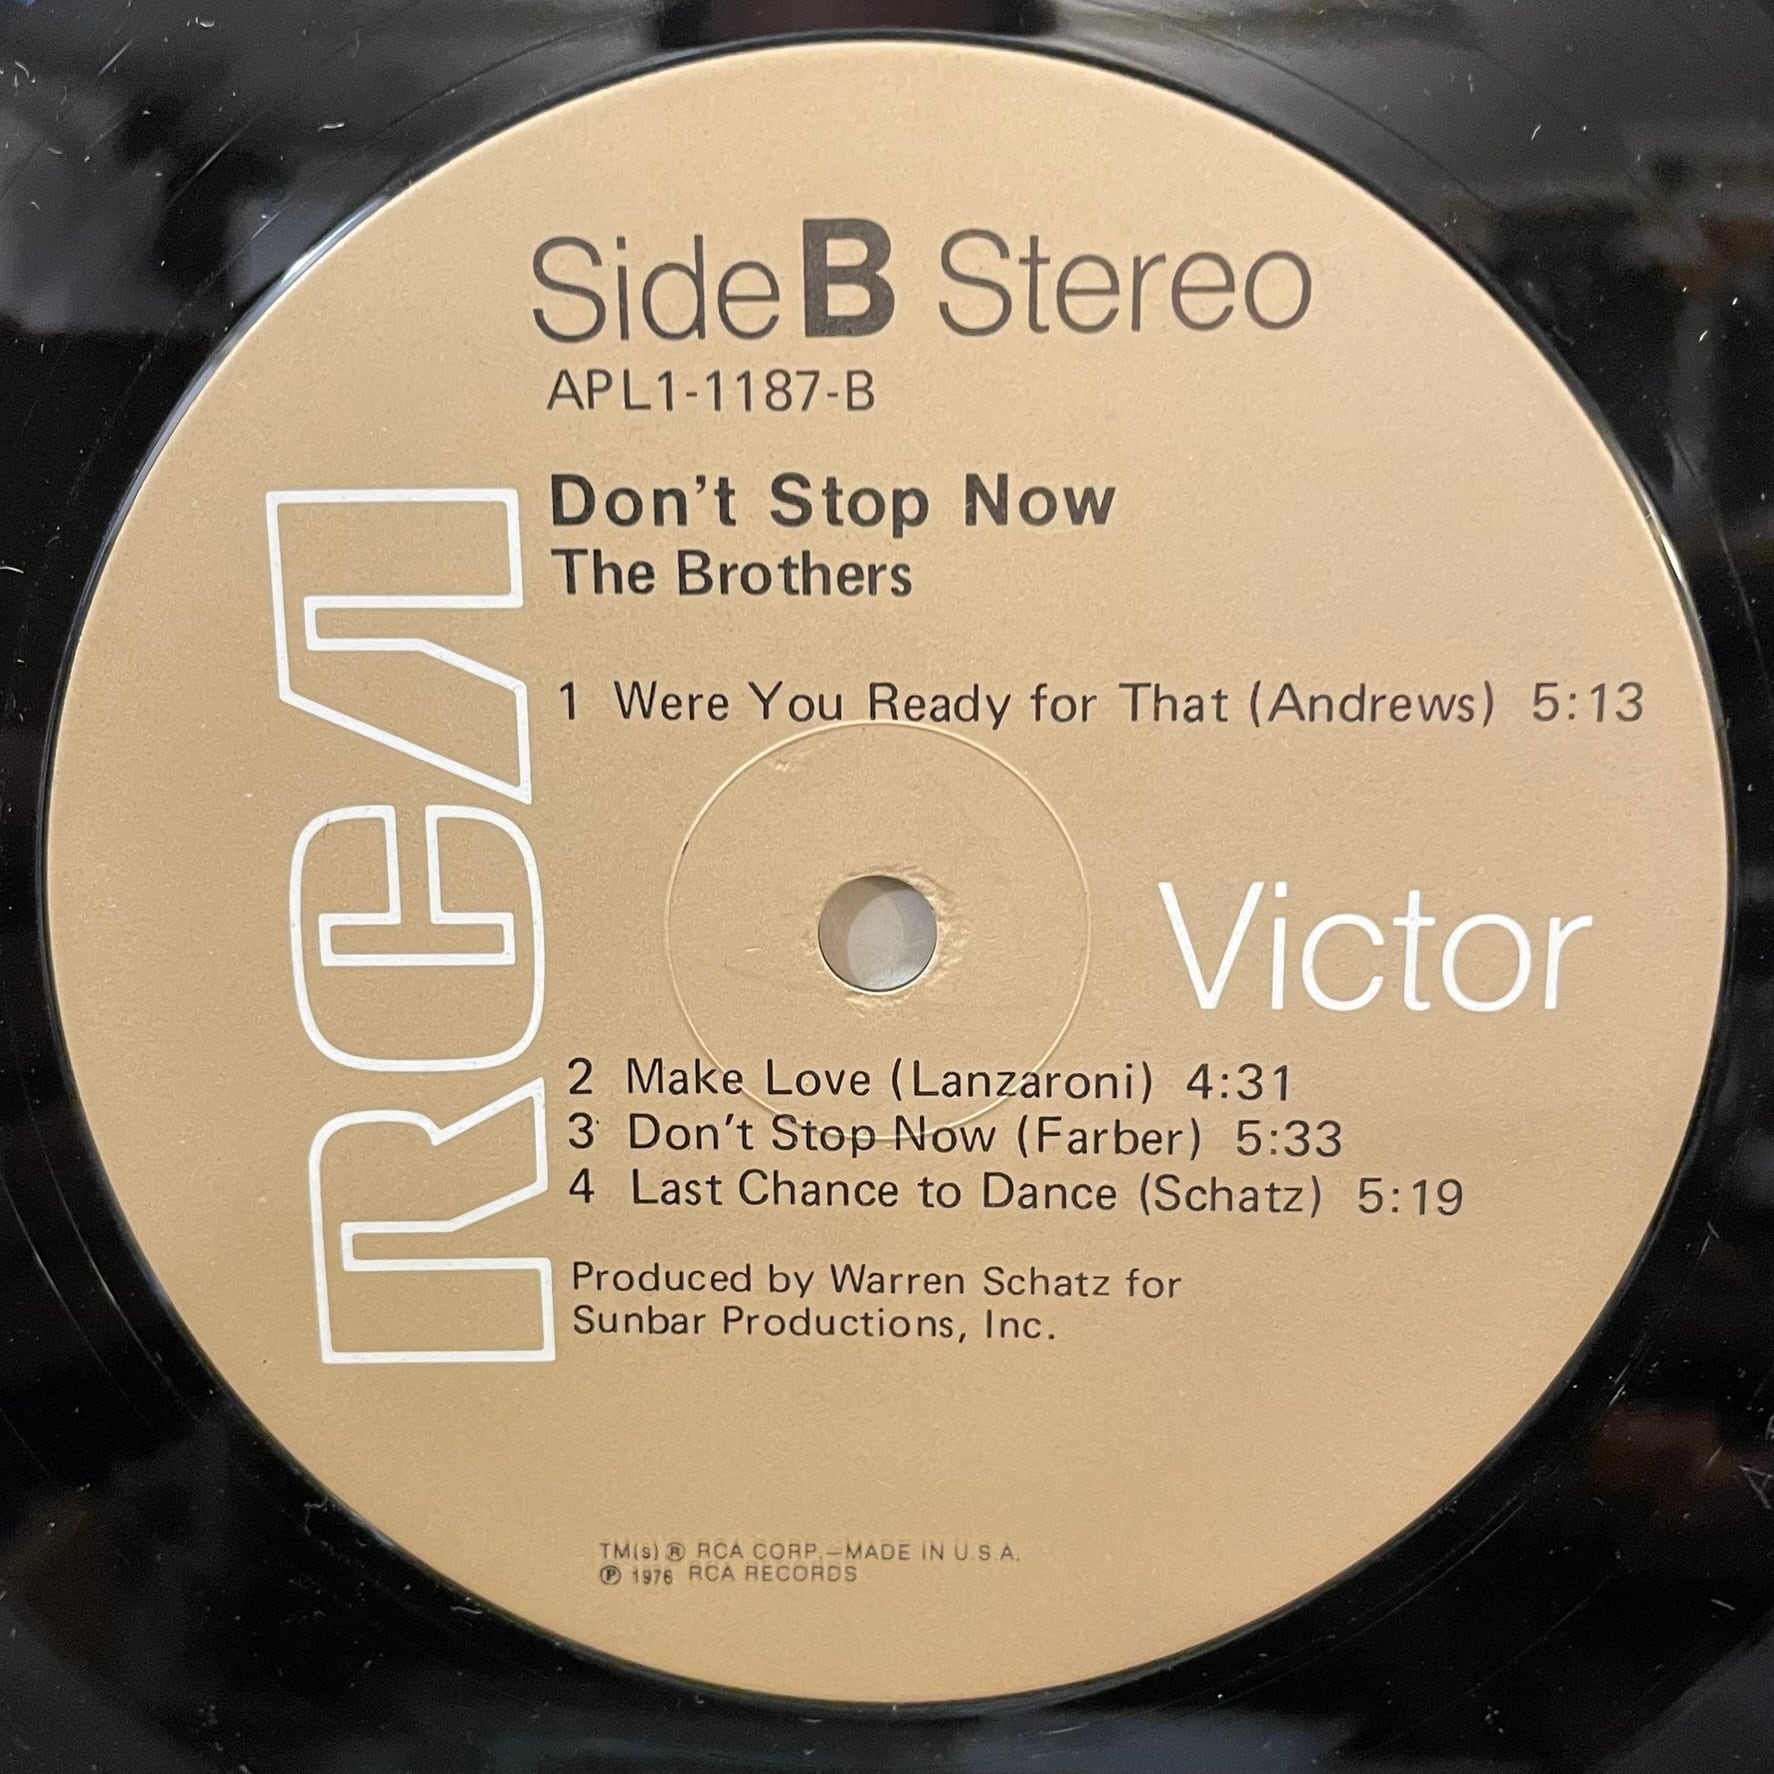 Side B Stereo
APL1-1187-B
Don't Stop Now
The Brothers
1 Were You Ready for That (Andrews) 5:13
RCA
Victor
2 Make Love (Lanzaroni) 4:31
3 Don't Stop Now (Farber) 5:33
4 Last Chance to Dance (Schatz) 5:19
Produced by Warren Schatz for
Sunbar Productions, Inc.
TM(s) ® RCA CORP.—MADE IN U.S.A.
℗ 1976 RCA RECORDS